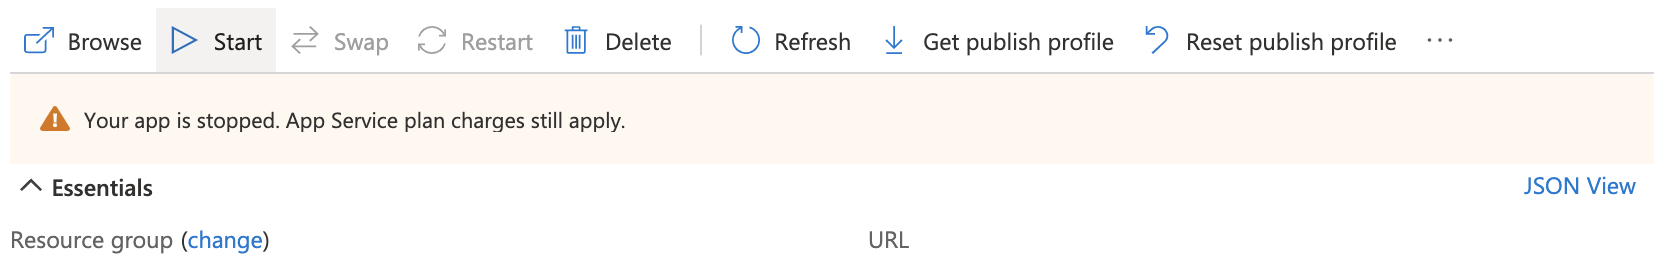 Browse Start Swap Restart Delete Refresh Get publish profile Reset publish profile ...
Your app is stopped. App Service plan charges still apply.
Essentials JSON View
Resource group (change) URL